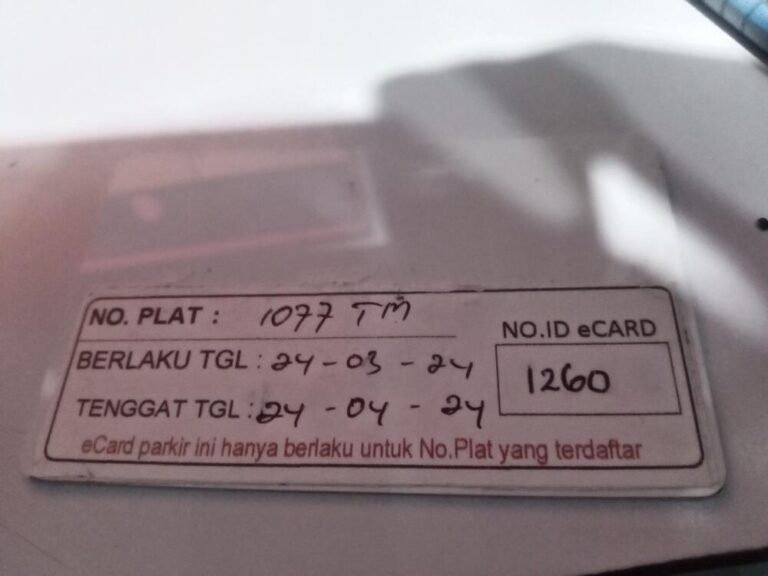 NO. PLAT : 1077 TM
NO.ID eCARD
BERLAKU TGL : 24-03-24
1260
TENGGAT TGL : 24-04-24
eCard parkir ini hanya berlaku untuk No.Plat yang terdaftar